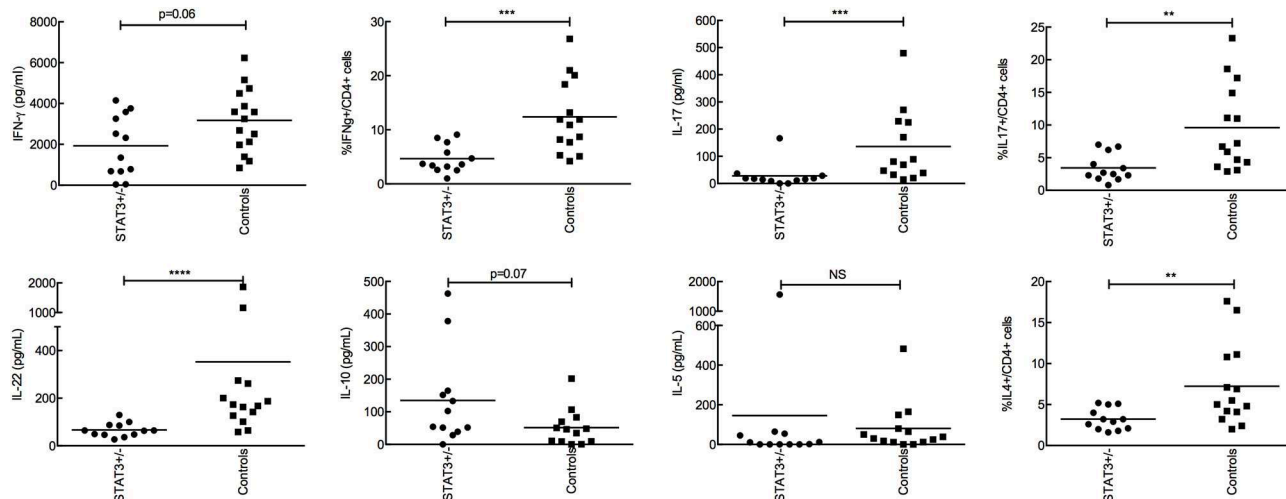 p=0.06
IFN-γ (pg/ml)
8000
6000
4000
2000
0
STAT3+/-
Controls
***
%IFNg+/CD4+ cells
30
20
10
0
STAT3+/-
Controls
***
IL-17 (pg/ml)
600
500
400
300
200
100
0
STAT3+/-
Controls
**
%IL17+/CD4+ cells
25
20
15
10
5
0
STAT3+/-
Controls
****
IL-22 (pg/mL)
2000
1000
400
200
0
STAT3+/-
Controls
p=0.07
IL-10 (pg/mL)
500
400
300
200
100
0
STAT3+/-
Controls
NS
IL-5 (pg/mL)
2000
1000
600
400
200
0
STAT3+/-
Controls
**
%IL4+/CD4+ cells
20
15
10
5
0
STAT3+/-
Controls